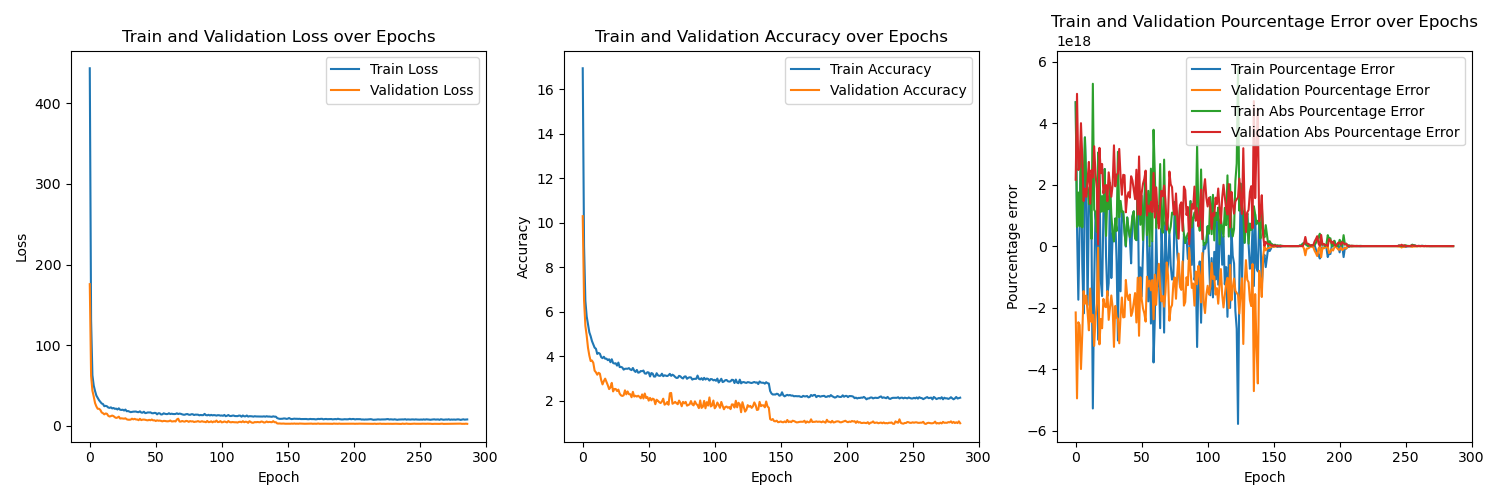 Train and Validation Loss over Epochs
Train Loss
Validation Loss
400
300
200
100
0
Loss
0 50 100 150 200 250 300
Epoch
Train and Validation Accuracy over Epochs
Train Accuracy
Validation Accuracy
16
14
12
10
8
6
4
2
Accuracy
0 50 100 150 200 250 300
Epoch
Train and Validation Pourcentage Error over Epochs
1e18
Train Pourcentage Error
Validation Pourcentage Error
Train Abs Pourcentage Error
Validation Abs Pourcentage Error
6
4
2
0
−2
−4
−6
Pourcentage error
0 50 100 150 200 250 300
Epoch